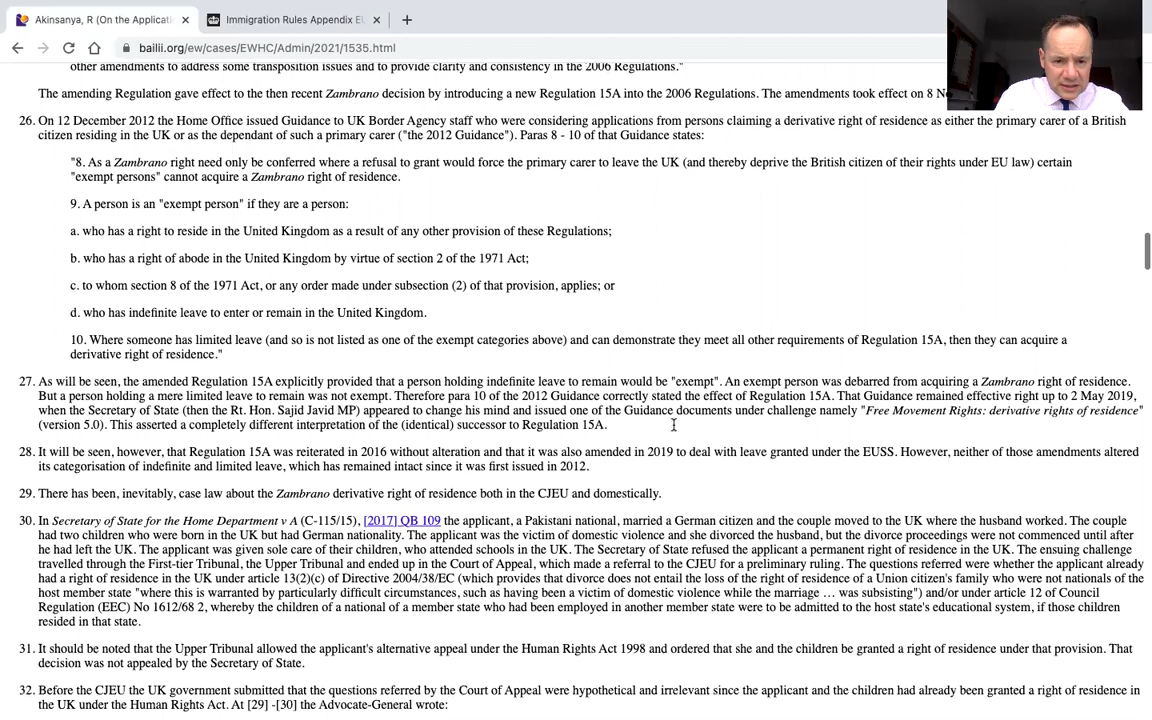 Akinsanya, R (On the Applicati
Immigration Rules Appendix EU
bailii.org/ew/cases/EWHC/Admin/2021/1535.html
other amendments to address some transposition issues and to provide clarity and consistency in the 2006 Regulations."
The amending Regulation gave effect to the then recent Zambrano decision by introducing a new Regulation 15A into the 2006 Regulations. The amendments took effect on 8
26. On 12 December 2012 the Home Office issued Guidance to UK Border Agency staff who were considering applications from persons claiming a derivative right of residence as either the primary carer of a British
citizen residing in the UK or as the dependant of such a primary carer ("the 2012 Guidance"). Paras 8 - 10 of that Guidance states:
"8. As a Zambrano right need only be conferred where a refusal to grant would force the primary carer to leave the UK (and thereby deprive the British citizen of their rights under EU law) certain
"exempt persons" cannot acquire a Zambrano right of residence.
9. A person is an "exempt person" if they are a person:
a. who has a right to reside in the United Kingdom as a result of any other provision of these Regulations;
b. who has a right of abode in the United Kingdom by virtue of section 2 of the 1971 Act;
c. to whom section 8 of the 1971 Act, or any order made under subsection (2) of that provision, applies; or
d. who has indefinite leave to enter or remain in the United Kingdom.
10. Where someone has limited leave (and so is not listed as one of the exempt categories above) and can demonstrate they meet all other requirements of Regulation 15A, then they can acquire a
derivative right of residence."
27. As will be seen, the amended Regulation 15A explicitly provided that a person holding indefinite leave to remain would be "exempt". An exempt person was debarred from acquiring a Zambrano right of residence.
But a person holding a mere limited leave to remain was not exempt. Therefore para 10 of the 2012 Guidance correctly stated the effect of Regulation 15A. That Guidance remained effective right up to 2 May 2019,
when the Secretary of State (then the Rt. Hon. Sajid Javid MP) appeared to change his mind and issued one of the Guidance documents under challenge namely "Free Movement Rights: derivative rights of residence"
(version 5.0). This asserted a completely different interpretation of the (identical) successor to Regulation 15A.
28. It will be seen, however, that Regulation 15A was reiterated in 2016 without alteration and that it was also amended in 2019 to deal with leave granted under the EUSS. However, neither of those amendments altered
its categorisation of indefinite and limited leave, which has remained intact since it was first issued in 2012.
29. There has been, inevitably, case law about the Zambrano derivative right of residence both in the CJEU and domestically.
30. In Secretary of State for the Home Department v A (C-115/15), [2017] QB 109 the applicant, a Pakistani national, married a German citizen and the couple moved to the UK where the husband worked. The couple
had two children who were born in the UK but had German nationality. The applicant was the victim of domestic violence and she divorced the husband, but the divorce proceedings were not commenced until after
he had left the UK. The applicant was given sole care of their children, who attended schools in the UK. The Secretary of State refused the applicant a permanent right of residence in the UK. The ensuing challenge
travelled through the First-tier Tribunal, the Upper Tribunal and ended up in the Court of Appeal, which made a referral to the CJEU for a preliminary ruling. The questions referred were whether the applicant already
had a right of residence in the UK under article 13(2)(c) of Directive 2004/38/EC (which provides that divorce does not entail the loss of the right of residence of a Union citizen's family who were not nationals of the
host member state "where this is warranted by particularly difficult circumstances, such as having been a victim of domestic violence while the marriage … was subsisting") and/or under article 12 of Council
Regulation (EEC) No 1612/68 2, whereby the children of a national of a member state who had been employed in another member state were to be admitted to the host state's educational system, if those children
resided in that state.
31. It should be noted that the Upper Tribunal allowed the applicant's alternative appeal under the Human Rights Act 1998 and ordered that she and the children be granted a right of residence under that provision. That
decision was not appealed by the Secretary of State.
32. Before the CJEU the UK government submitted that the questions referred by the Court of Appeal were hypothetical and irrelevant since the applicant and the children had already been granted a right of residence in
the UK under the Human Rights Act. At [29] -[30] the Advocate-General wrote: